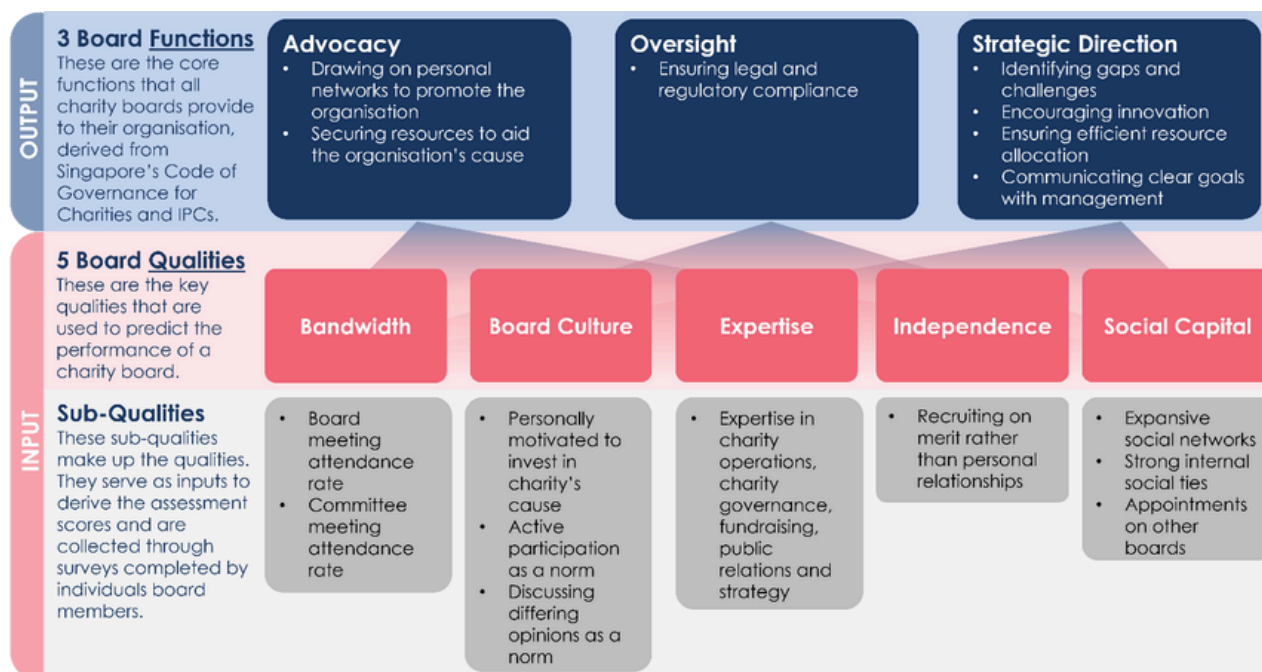 OUTPUT
3 Board Functions
These are the core
functions that all
charity boards provide
to their organisation,
derived from
Singapore's Code of
Governance for
Charities and IPCs.
Advocacy
• Drawing on personal
networks to promote the
organisation
• Securing resources to aid
the organisation's cause
Oversight
• Ensuring legal and
regulatory compliance
Strategic Direction
• Identifying gaps and
challenges
• Encouraging innovation
• Ensuring efficient resource
allocation
• Communicating clear goals
with management
INPUT
5 Board Qualities
These are the key
qualities that are
used to predict the
performance of a
charity board.
Bandwidth
Board Culture
Expertise
Independence
Social Capital
Sub-Qualities
These sub-qualities
make up the qualities.
They serve as inputs to
derive the assessment
scores and are
collected through
surveys completed by
individuals board
members.
• Board
meeting
attendance
rate
• Committee
meeting
attendance
rate
• Personally
motivated to
invest in
charity's
cause
• Active
participation
as a norm
• Discussing
differing
opinions as a
norm
• Expertise in
charity
operations,
charity
governance,
fundraising,
public
relations and
strategy
• Recruiting on
merit rather
than personal
relationships
• Expansive
social networks
• Strong internal
social ties
• Appointments
on other
boards